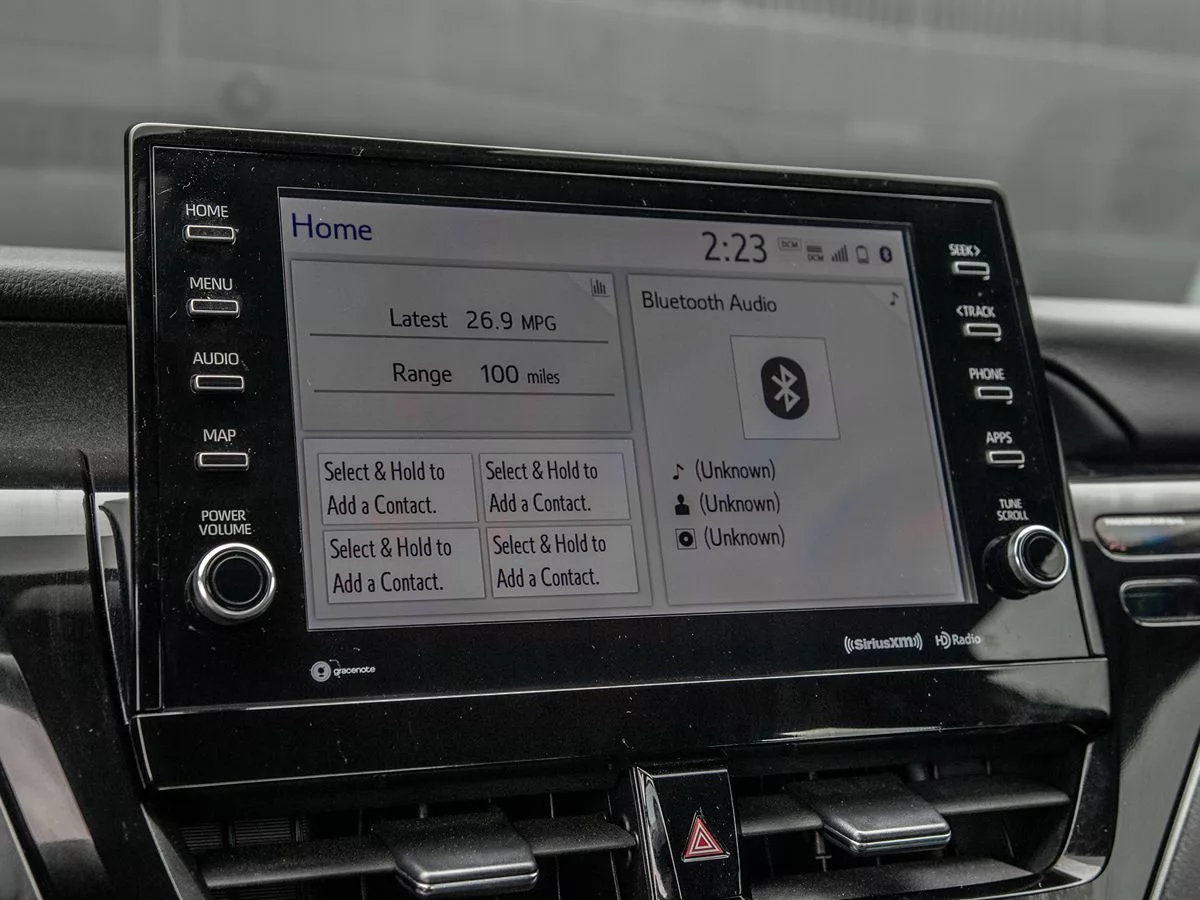 HOME
MENU
AUDIO
MAP
POWER
VOLUME
Home
2:23
DCM
DCM
Latest 26.9 MPG
Range 100 miles
Select & Hold to
Add a Contact.
Select & Hold to
Add a Contact.
Select & Hold to
Add a Contact.
Select & Hold to
Add a Contact.
Bluetooth Audio
(Unknown)
(Unknown)
(Unknown)
SEEK>
<TRACK
PHONE
APPS
TUNE
SCROLL
gracenote
((SiriusXM))
HD Radio